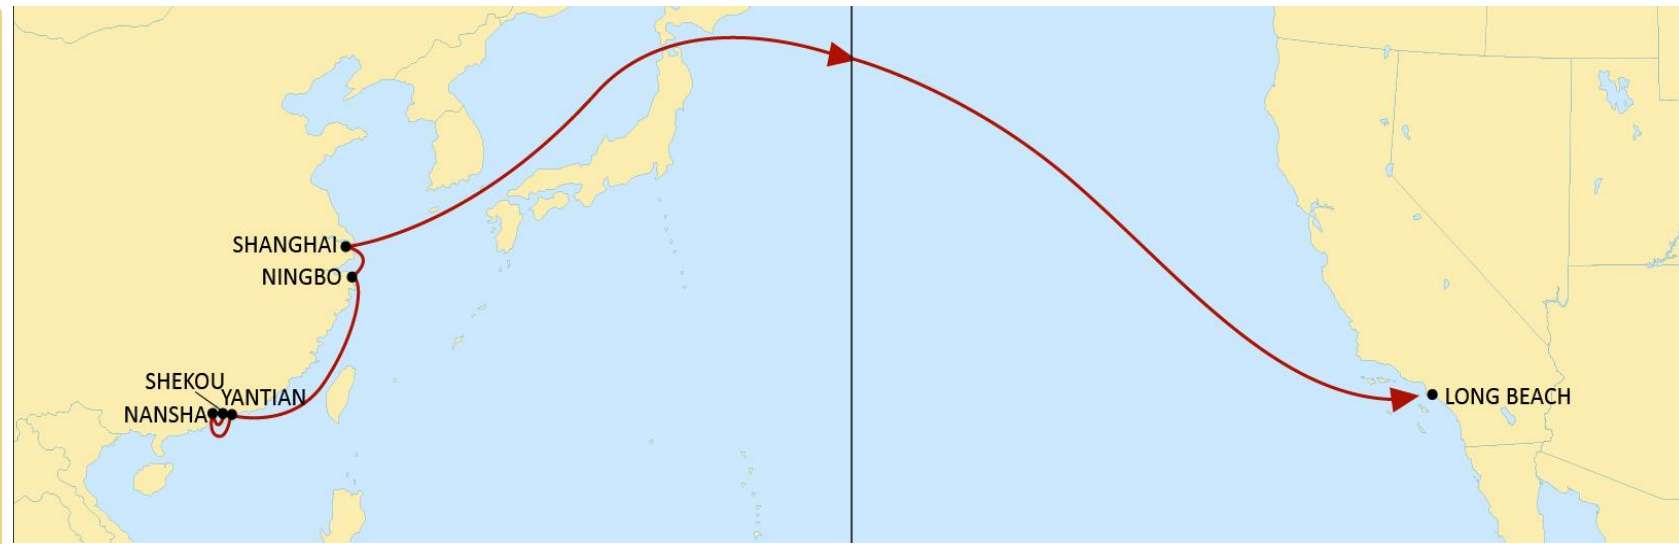 SHANGHAI
NINGBO
SHEKOU
YANTIAN
NANSHA
LONG BEACH